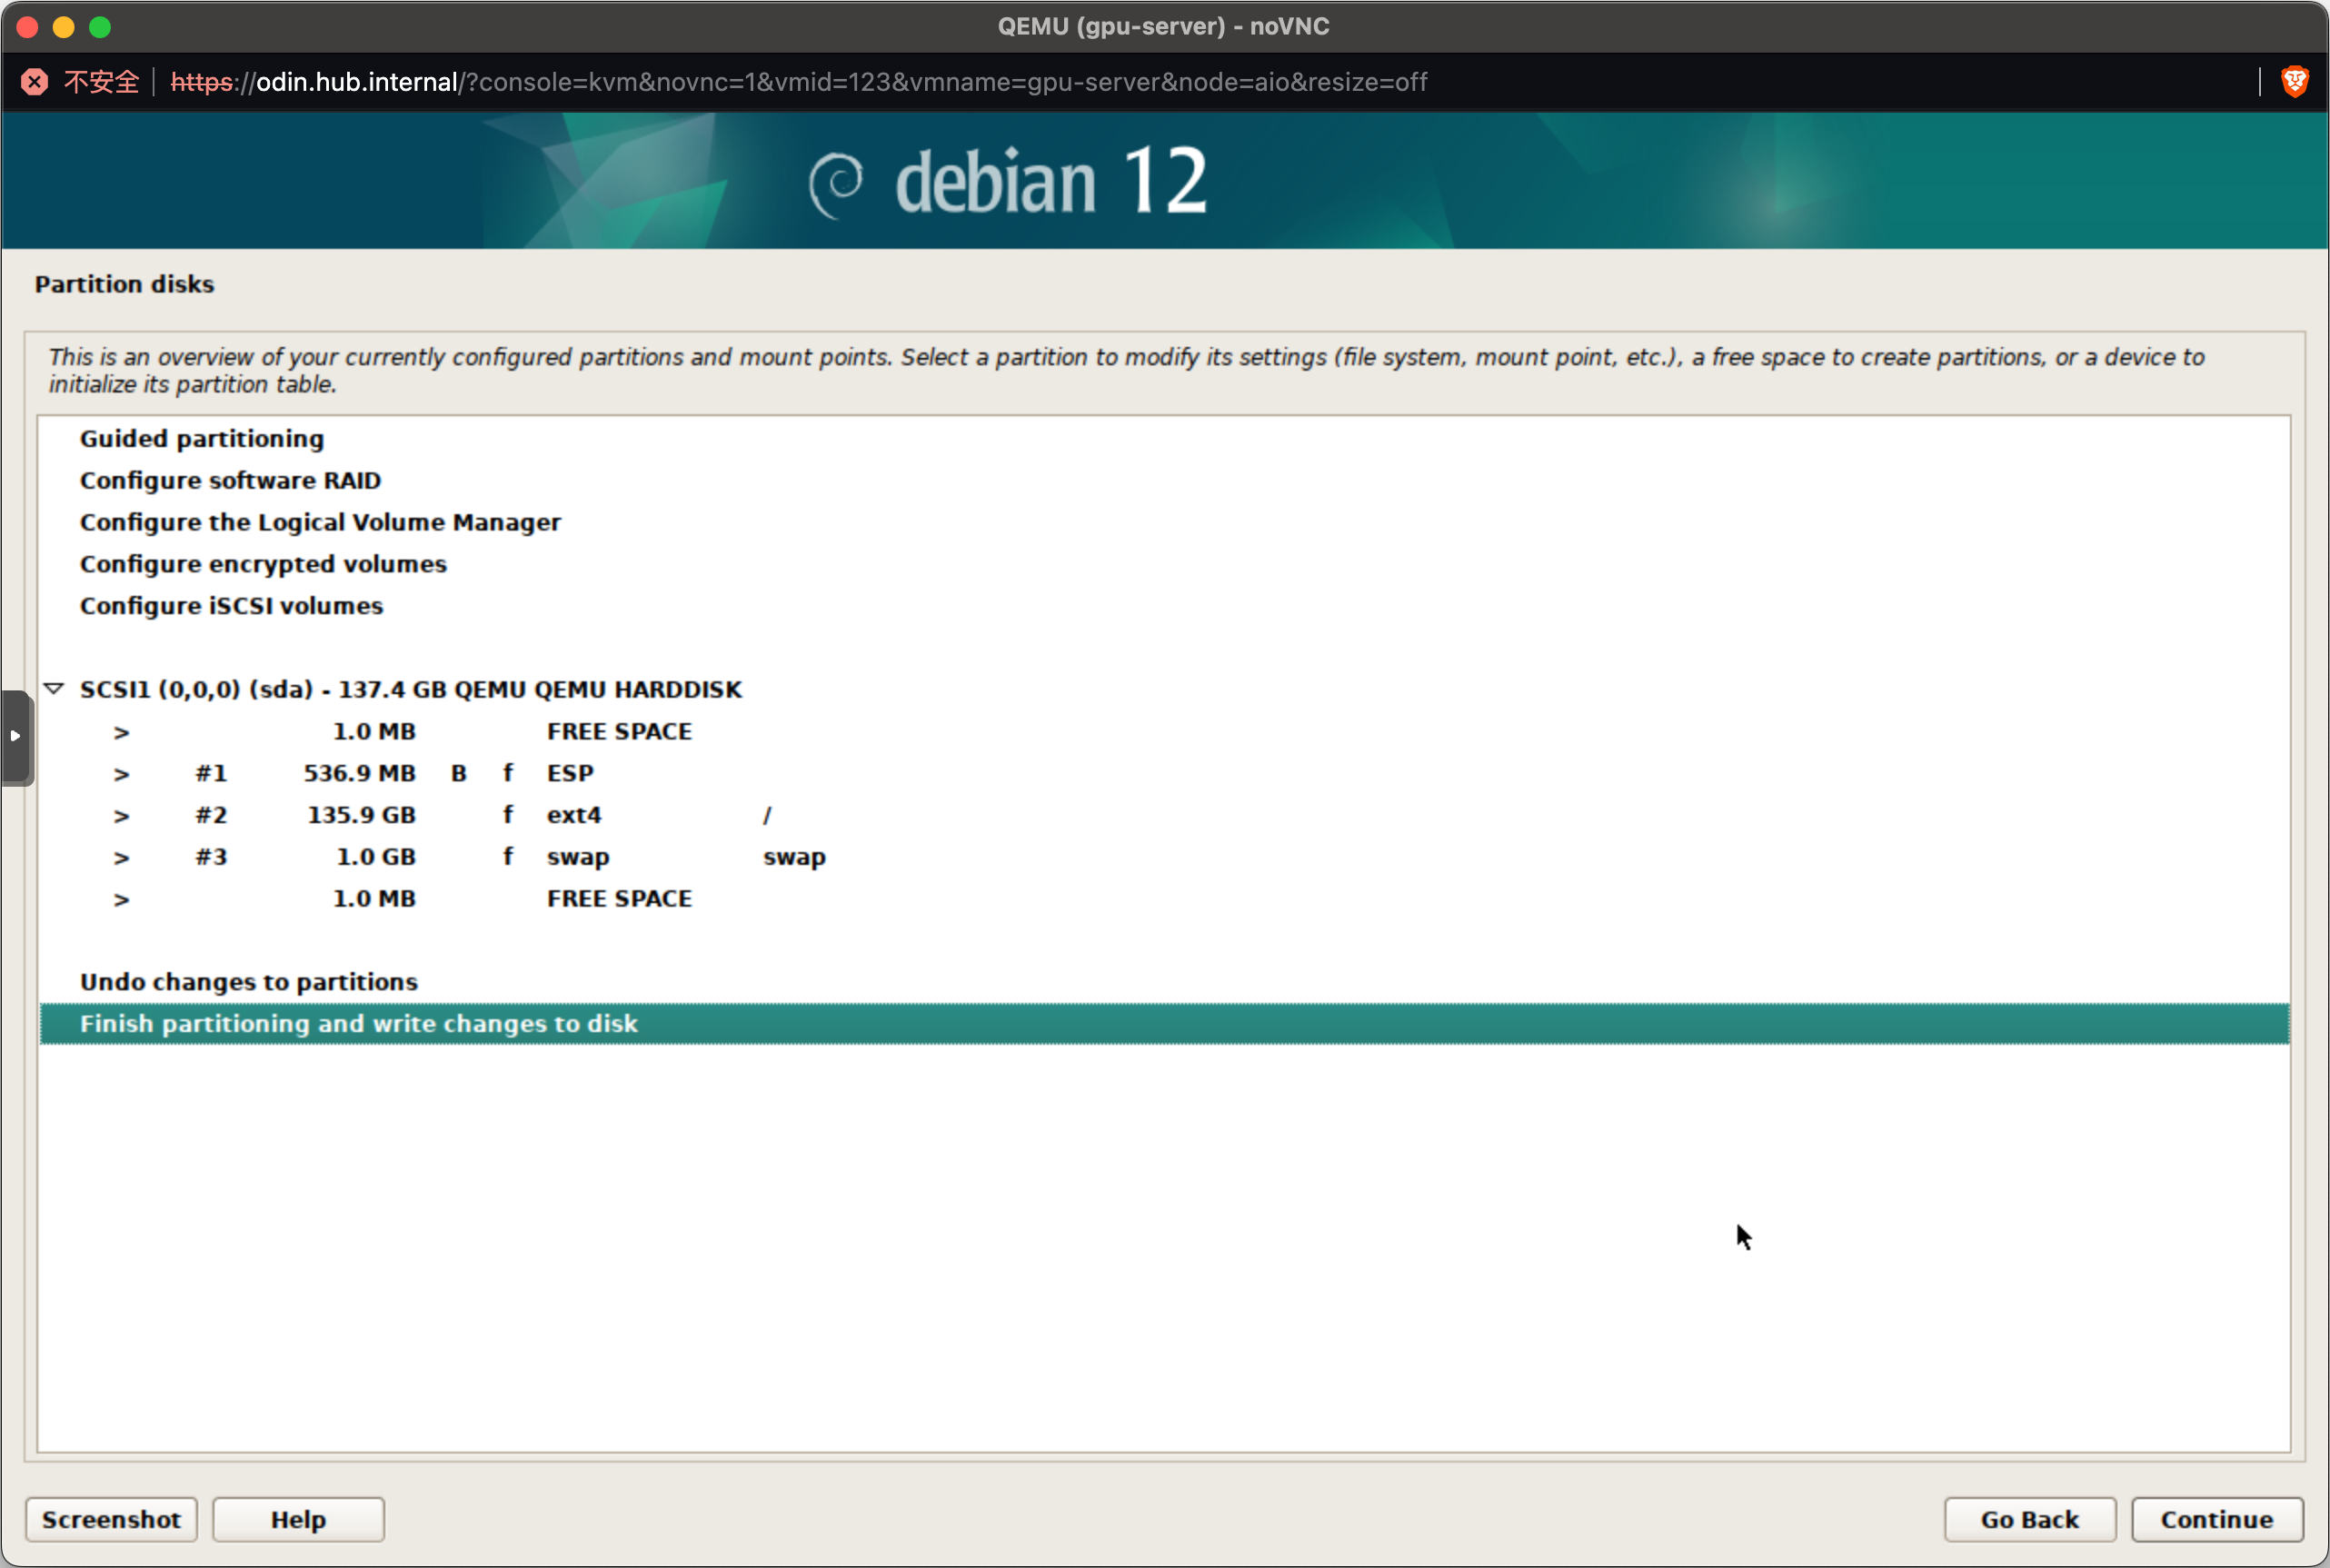 QEMU (gpu-server) - noVNC
不安全 https://odin.hub.internal/?console=kvm&novnc=1&vmid=123&vmname=gpu-server&node=aio&resize=off
debian 12
Partition disks
This is an overview of your currently configured partitions and mount points. Select a partition to modify its settings (file system, mount point, etc.), a free space to create partitions, or a device to
initialize its partition table.
Guided partitioning
Configure software RAID
Configure the Logical Volume Manager
Configure encrypted volumes
Configure iSCSI volumes
SCSI1 (0,0,0) (sda) - 137.4 GB QEMU QEMU HARDDISK
> 1.0 MB FREE SPACE
> #1 536.9 MB B f ESP
> #2 135.9 GB f ext4 /
> #3 1.0 GB f swap swap
> 1.0 MB FREE SPACE
Undo changes to partitions
Finish partitioning and write changes to disk
Screenshot Help Go Back Continue